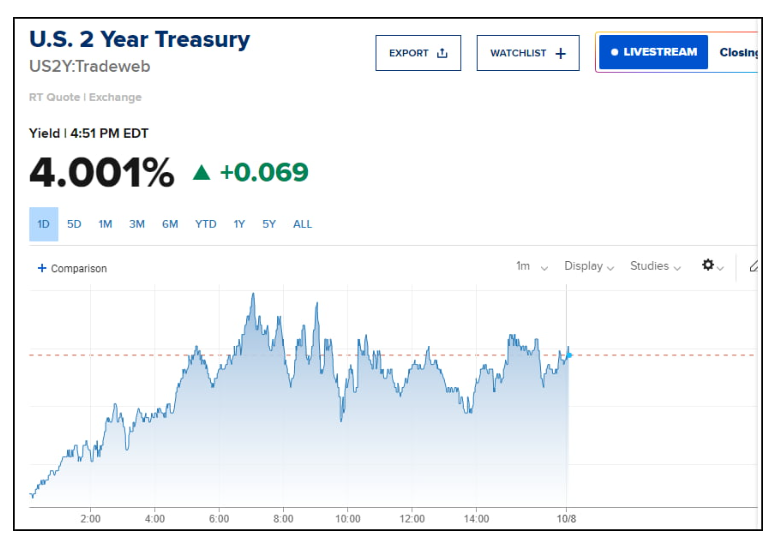 U.S. 2 Year Treasury
US2Y:Tradeweb
EXPORT
WATCHLIST +
LIVESTREAM
Closing
RT Quote | Exchange
Yield | 4:51 PM EDT
4.001% ▲ +0.069
1D 5D 1M 3M 6M YTD 1Y 5Y ALL
+ Comparison
1m Display Studies
2:00 4:00 6:00 8:00 10:00 12:00 14:00 10/8